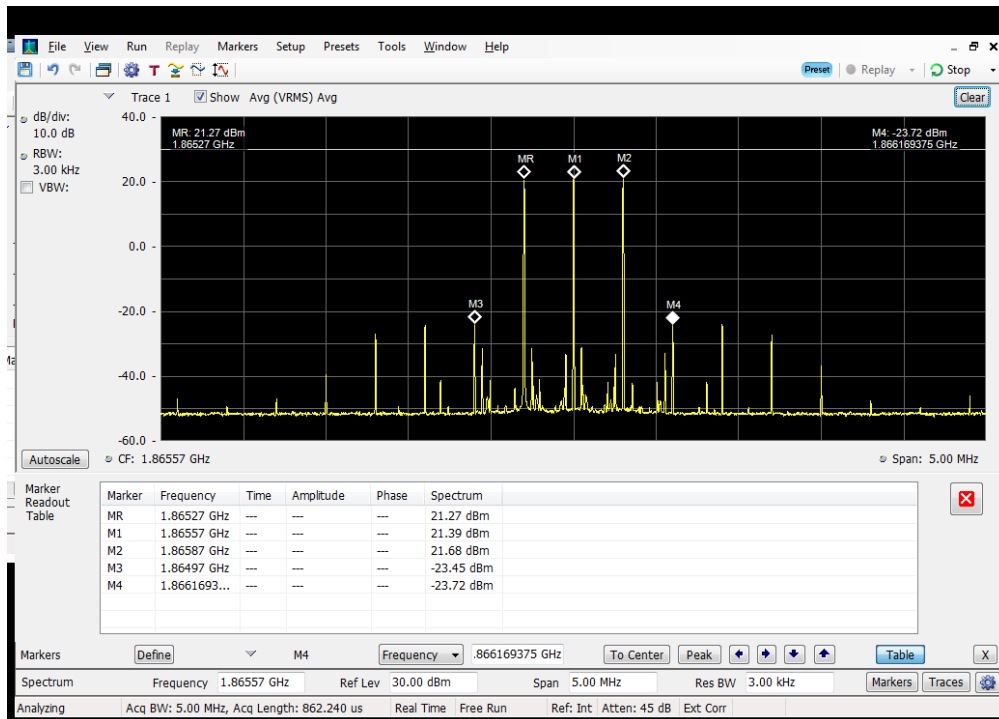 File View Run Replay Markers Setup Presets Tools Window Help
Preset Replay Stop
Trace 1 Show Avg (VRMS) Avg Clear
dB/div:
10.0 dB
RBW:
3.00 kHz
VBW:
40.0
20.0
0.0
-20.0
-40.0
-60.0
MR: 21.27 dBm
1.86527 GHz
M4: -23.72 dBm
1.866169375 GHz
MR M1 M2
M3 M4
Autoscale CF: 1.86557 GHz Span: 5.00 MHz
Marker
Readout
Table
Marker Frequency Time Amplitude Phase Spectrum
MR 1.86527 GHz --- --- --- 21.27 dBm
M1 1.86557 GHz --- --- --- 21.39 dBm
M2 1.86587 GHz --- --- --- 21.68 dBm
M3 1.86497 GHz --- --- --- -23.45 dBm
M4 1.8661693... --- --- --- -23.72 dBm
Markers Define M4 Frequency .866169375 GHz To Center Peak Table X
Spectrum Frequency 1.86557 GHz Ref Lev 30.00 dBm Span 5.00 MHz Res BW 3.00 kHz Markers Traces
Analyzing Acq BW: 5.00 MHz, Acq Length: 862.240 us Real Time Free Run Ref: Int Atten: 45 dB Ext Corr